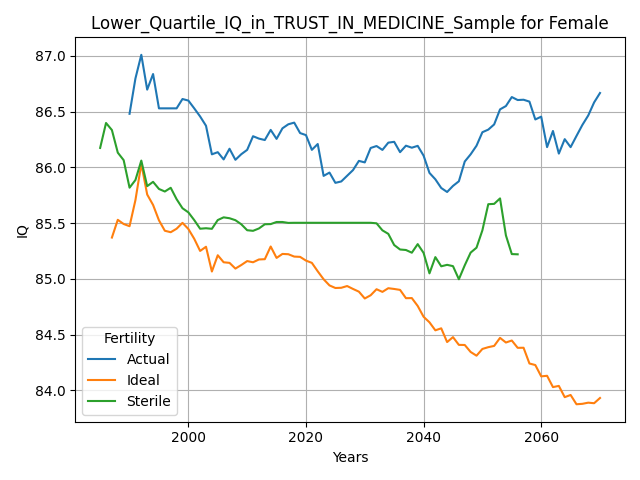 Lower_Quartile_IQ_in_TRUST_IN_MEDICINE_Sample for Female
87.0
86.5
86.0
85.5
85.0
84.5
84.0
IQ
Fertility
Actual
Ideal
Sterile
2000
2020
2040
2060
Years